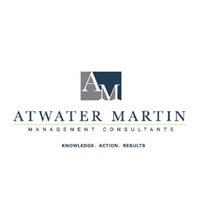 AM
ATWATER MARTIN
MANAGEMENT CONSULTANTS
KNOWLEDGE. ACTION. RESULTS